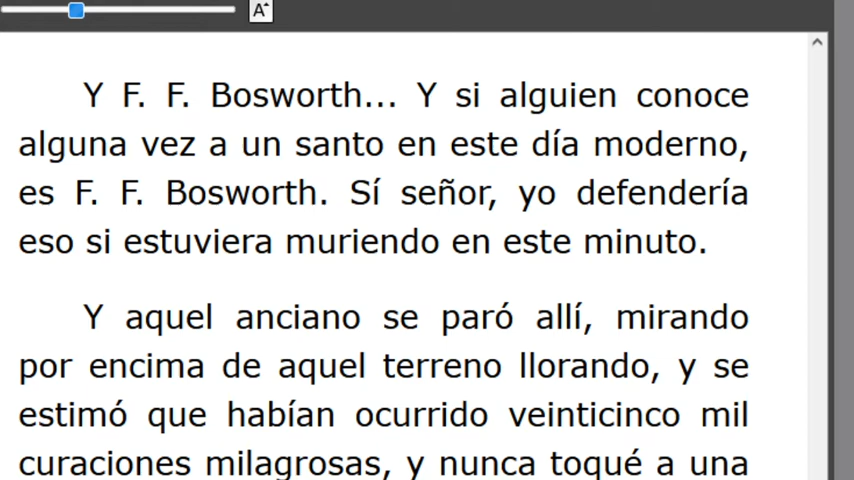 A
Y F. F. Bosworth... Y si alguien conoce
alguna vez a un santo en este día moderno,
es F. F. Bosworth. Sí señor, yo defendería
eso si estuviera muriendo en este minuto.
Y aquel anciano se paró allí, mirando
por encima de aquel terreno llorando, y se
estimó que habían ocurrido veinticinco mil
curaciones milagrosas, y nunca toqué a una